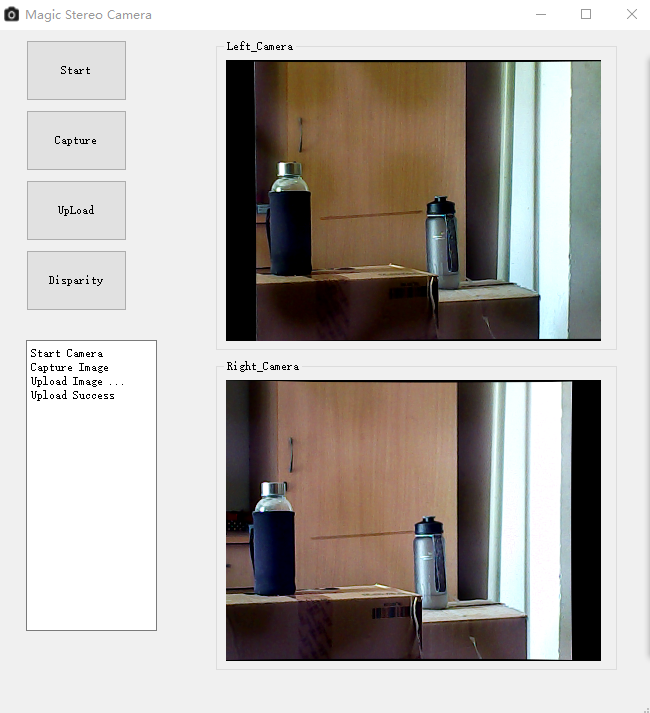 Magic Stereo Camera
Start
Capture
UpLoad
Disparity
Start Camera
Capture Image
Upload Image ...
Upload Success
Left_Camera
Right_Camera